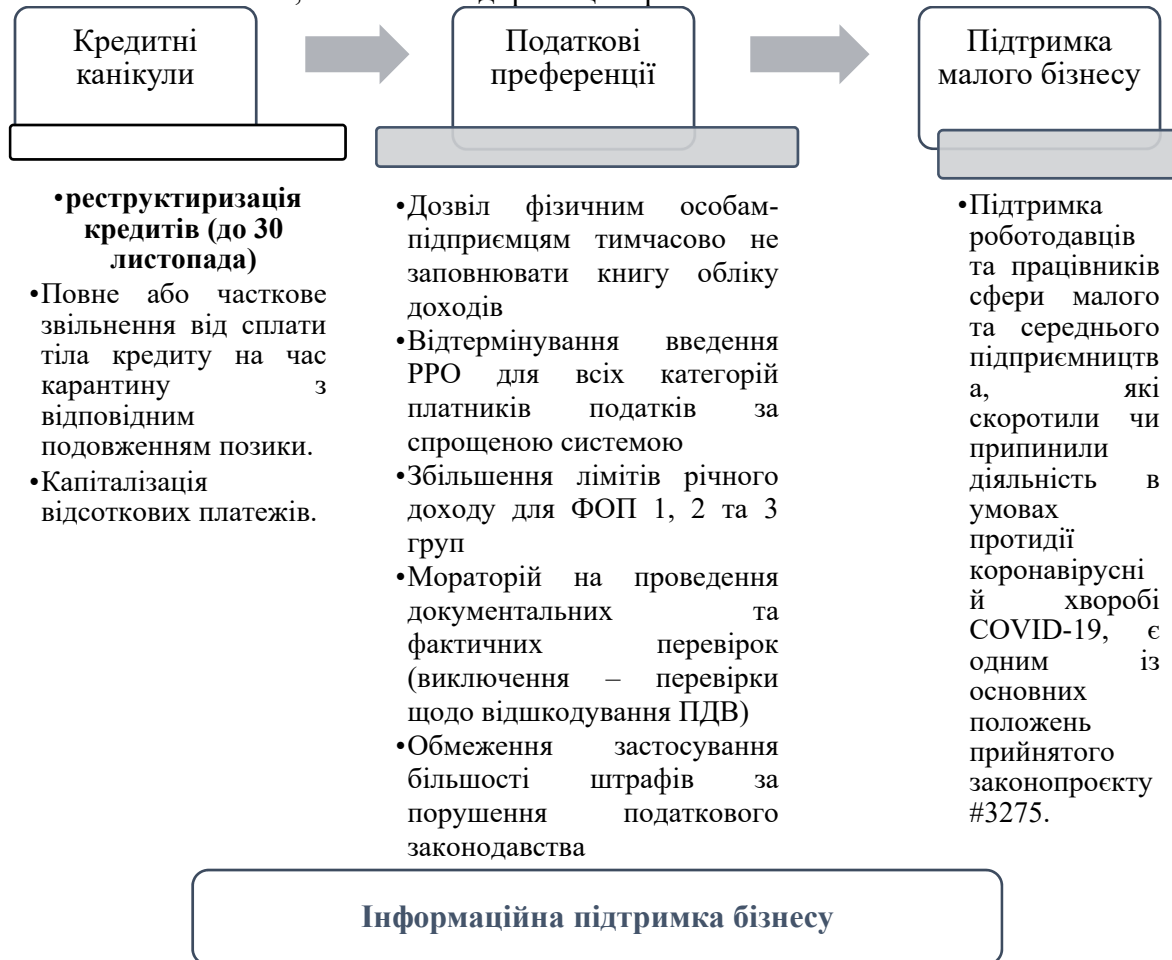 Кредитні
канікули
Податкові
преференції
Підтримка
малого бізнесу
•реструктиризація
кредитів (до 30
листопада)
•Повне або часткове
звільнення від сплати
тіла кредиту на час
карантину з
відповідним
подовженням позики.
•Капіталізація
відсоткових платежів.
•Дозвіл фізичним особам-
підприємцям тимчасово не
заповнювати книгу обліку
доходів
•Відтермінування введення
РРО для всіх категорій
платників податків за
спрощеною системою
•Збільшення лімітів річного
доходу для ФОП 1, 2 та 3
груп
•Мораторій на проведення
документальних та
фактичних перевірок
(виключення – перевірки
щодо відшкодування ПДВ)
•Обмеження застосування
більшості штрафів за
порушення податкового
законодавства
•Підтримка
роботодавців
та працівників
сфери малого
та середнього
підприємництв
а, які
скоротили чи
припинили
діяльність в
умовах
протидії
коронавірусні
й хворобі
COVID-19, є
одним із
основних
положень
прийнятого
законопроєкту
#3275.
Інформаційна підтримка бізнесу